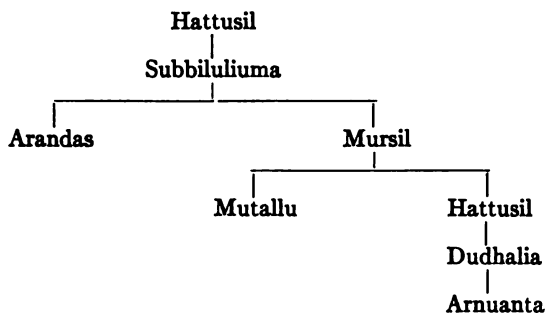 Hattusil
Subbiluliuma
Arandas Mursil
Mutallu Hattusil
Dudhalia
Arnuanta